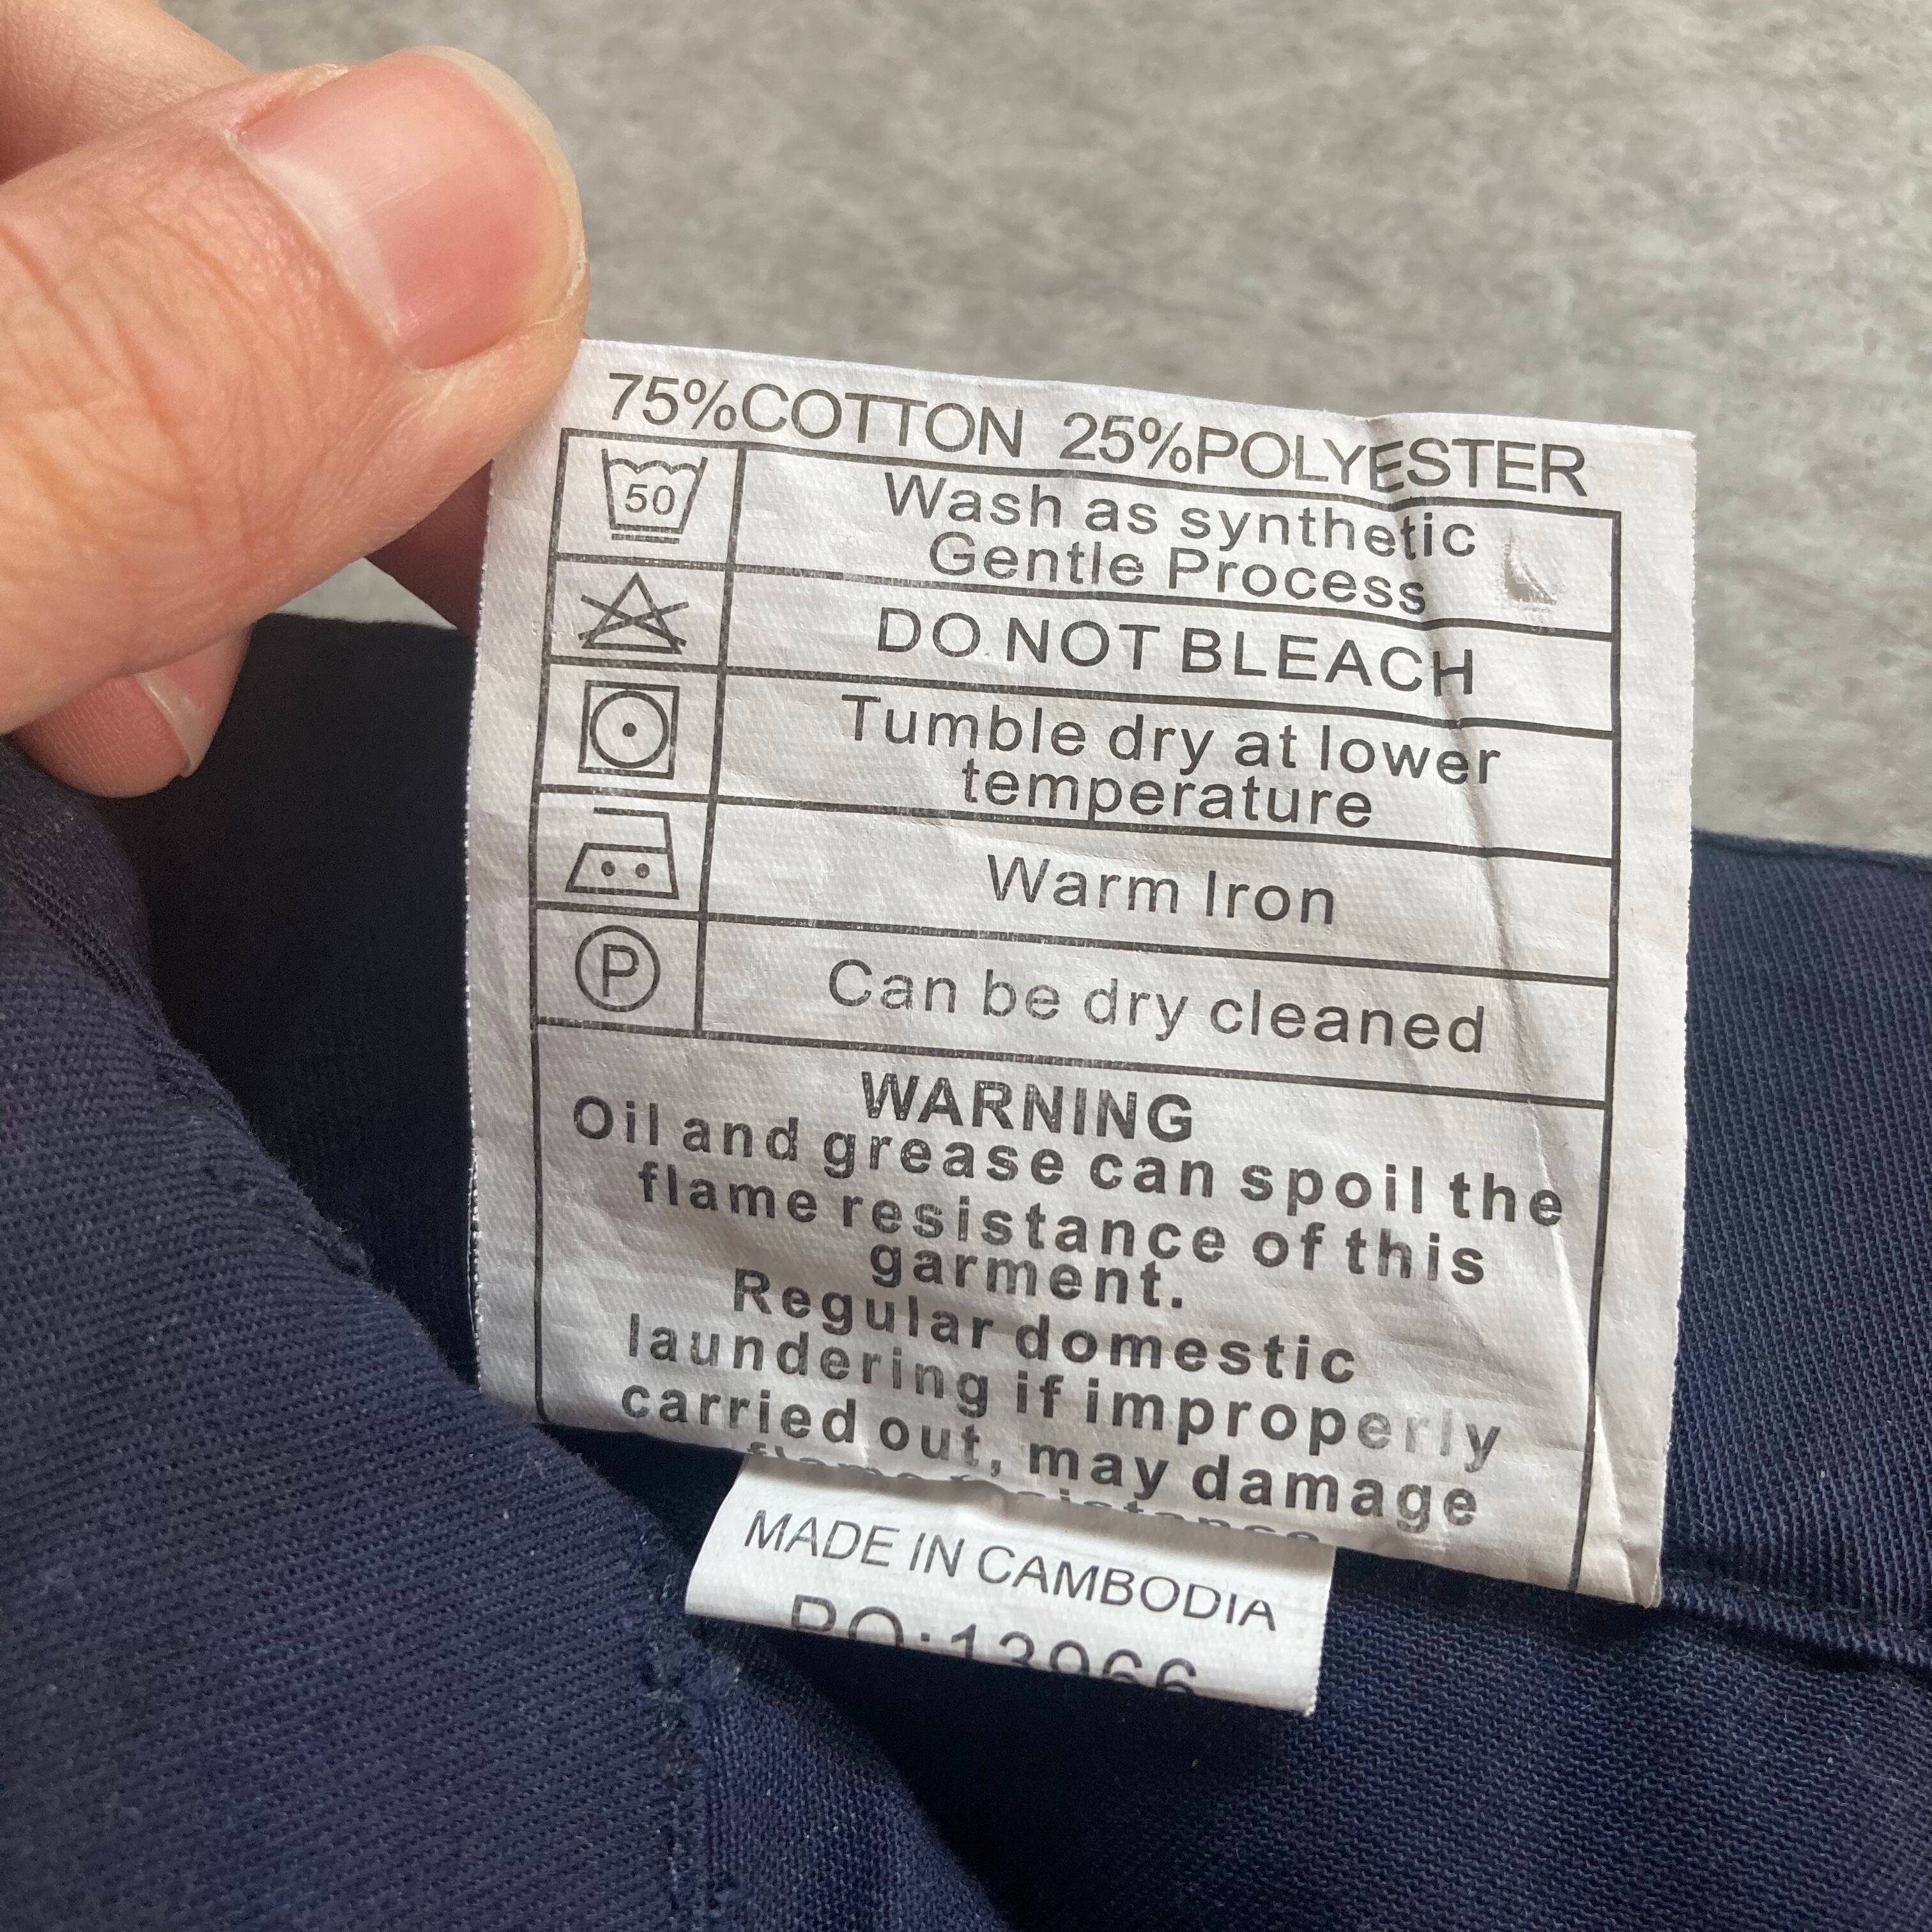 75%COTTON 25%POLYESTER
50
Wash as synthetic
Gentle Process
DO NOT BLEACH
Tumble dry at lower
temperature
Warm Iron
P
Can be dry cleaned
WARNING
Oil and grease can spoil the
flame resistance of this
garment.
Regular domestic
laundering if improperly
carried out, may damage
flame resistance
MADE IN CAMBODIA